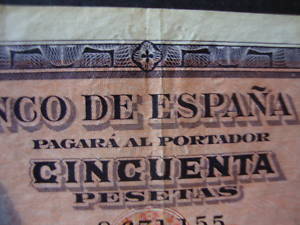 NCO DE ESPAÑA
PAGARÁ AL PORTADOR
CINCUENTA
PESETAS